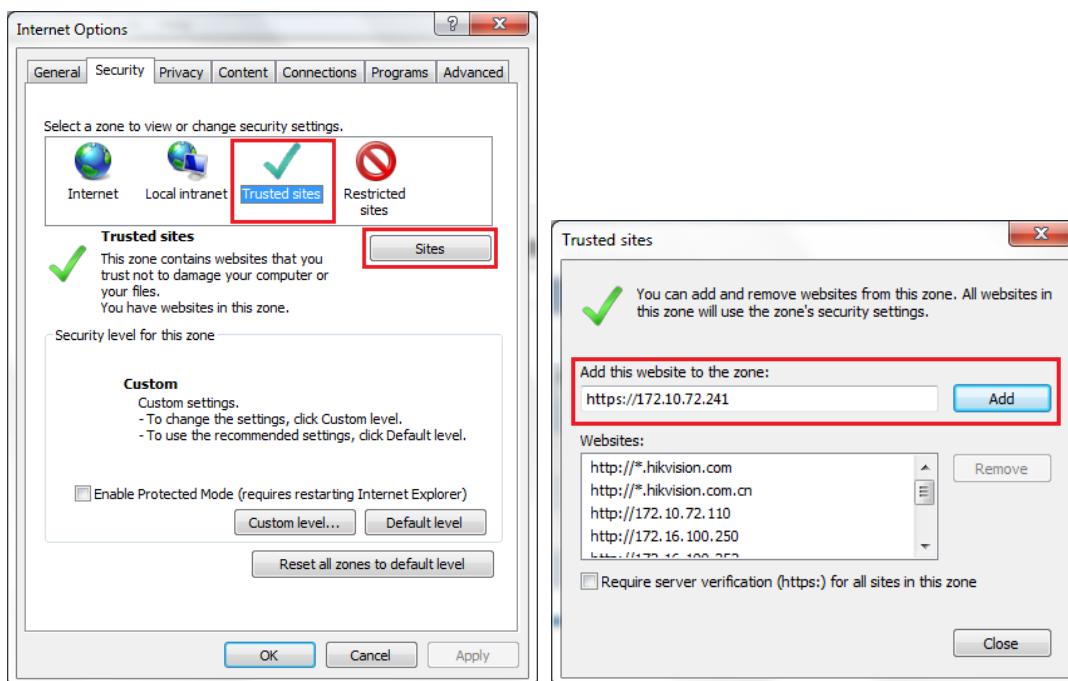 Internet Options
General Security Privacy Content Connections Programs Advanced
Select a zone to view or change security settings.
Internet Local intranet Trusted sites Restricted
sites
Trusted sites
Sites
This zone contains websites that you
trust not to damage your computer or
your files.
You have websites in this zone.
Security level for this zone
Custom
Custom settings.
- To change the settings, click Custom level.
- To use the recommended settings, click Default level.
Enable Protected Mode (requires restarting Internet Explorer)
Custom level... Default level
Reset all zones to default level
OK Cancel Apply
Trusted sites
You can add and remove websites from this zone. All websites in
this zone will use the zone's security settings.
Add this website to the zone:
https://172.10.72.241 Add
Websites:
http://*.hikvision.com Remove
http://*.hikvision.com.cn
http://172.10.72.110
http://172.16.100.250
Require server verification (https:) for all sites in this zone
Close